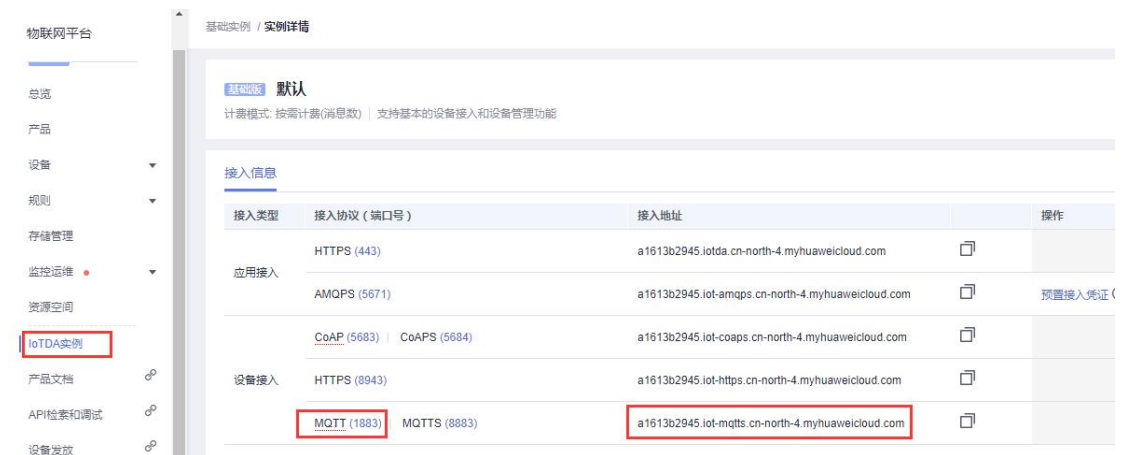 物联网平台
总览
产品
设备
规则
存储管理
监控运维
资源空间
IoTDA实例
产品文档
API检索和调试
设备发放
基础实例 / 实例详情
基础版 默认
计费模式: 按需计费(消息数) | 支持基本的设备接入和设备管理功能
接入信息
接入类型 接入协议 ( 端口号 ) 接入地址 操作
应用接入
HTTPS (443) a1613b2945.iotda.cn-north-4.myhuaweicloud.com
AMQPS (5671) a1613b2945.iot-amqps.cn-north-4.myhuaweicloud.com 预置接入凭证
设备接入
CoAP (5683) | CoAPS (5684) a1613b2945.iot-coaps.cn-north-4.myhuaweicloud.com
HTTPS (8943) a1613b2945.iot-https.cn-north-4.myhuaweicloud.com
MQTT (1883) MQTTS (8883) a1613b2945.iot-mqtts.cn-north-4.myhuaweicloud.com